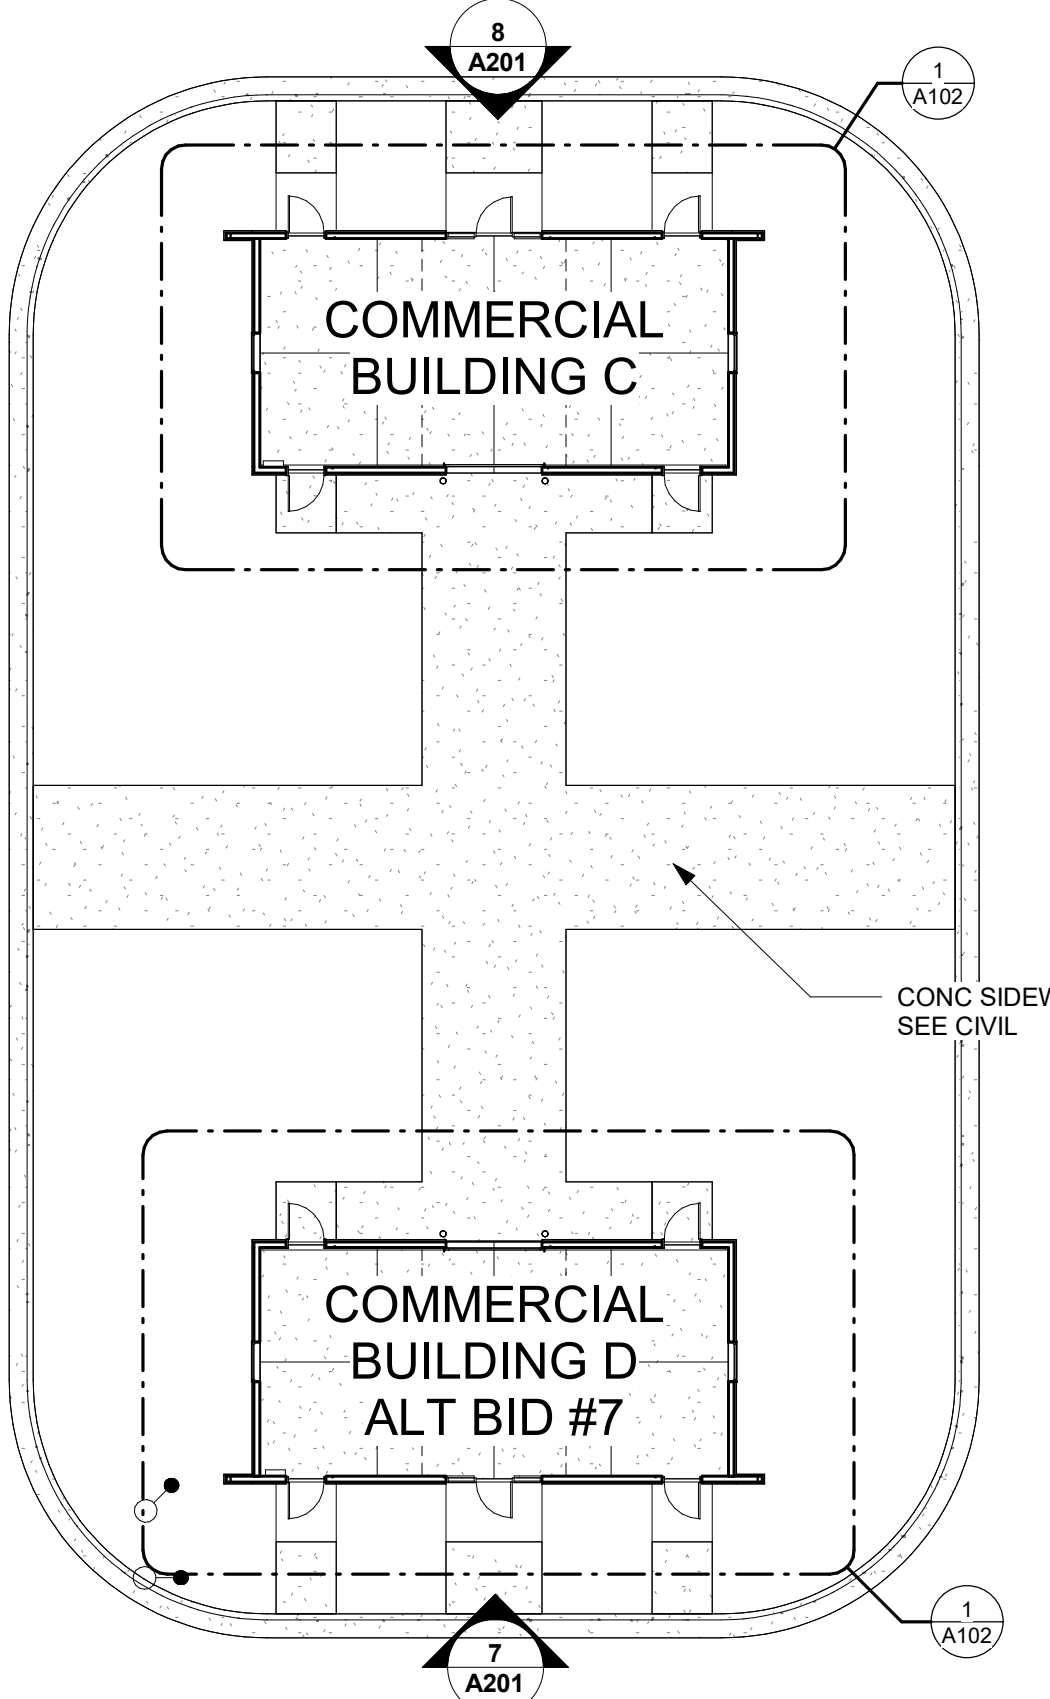 8
A201
1
A102
COMMERCIAL
BUILDING C
CONC SIDEW
SEE CIVIL
COMMERCIAL
BUILDING D
ALT BID #7
1
A102
7
A201